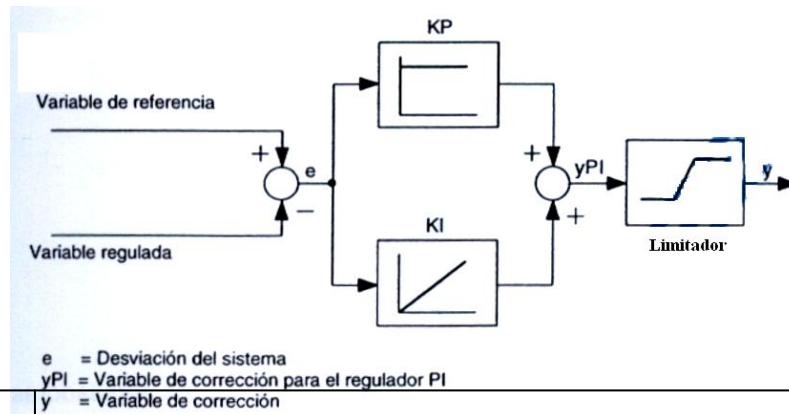 KP
Variable de referencia
+
e
+
yPI
y
−
+
KI
Variable regulada
Limitador
e = Desviación del sistema
yPI = Variable de corrección para el regulador PI
y = Variable de corrección